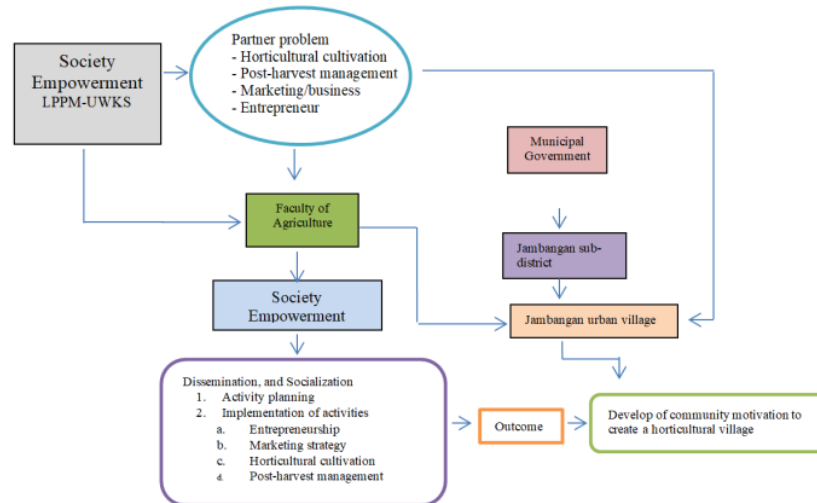 Society
Empowerment
LPPM-UWKS
Partner problem
- Horticultural cultivation
- Post-harvest management
- Marketing/business
- Entrepreneur
Municipal
Government
Faculty of
Agriculture
Jambangan sub-
district
Society
Empowerment
Jambangan urban village
Dissemination, and Socialization
1. Activity planning
2. Implementation of activities
a. Entrepreneurship
b. Marketing strategy
c. Horticultural cultivation
d. Post-harvest management
Outcome
Develop of community motivation to
create a horticultural village